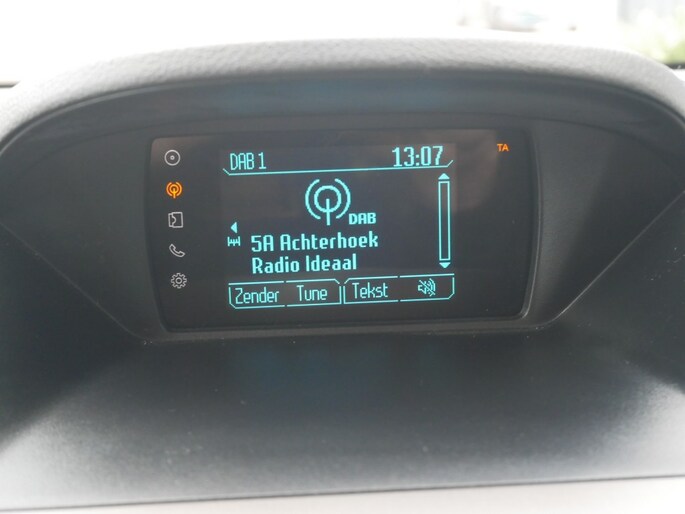 DAB 1 13:07 TA
DAB
5A Achterhoek
Radio Ideaal
Zender Tune Tekst